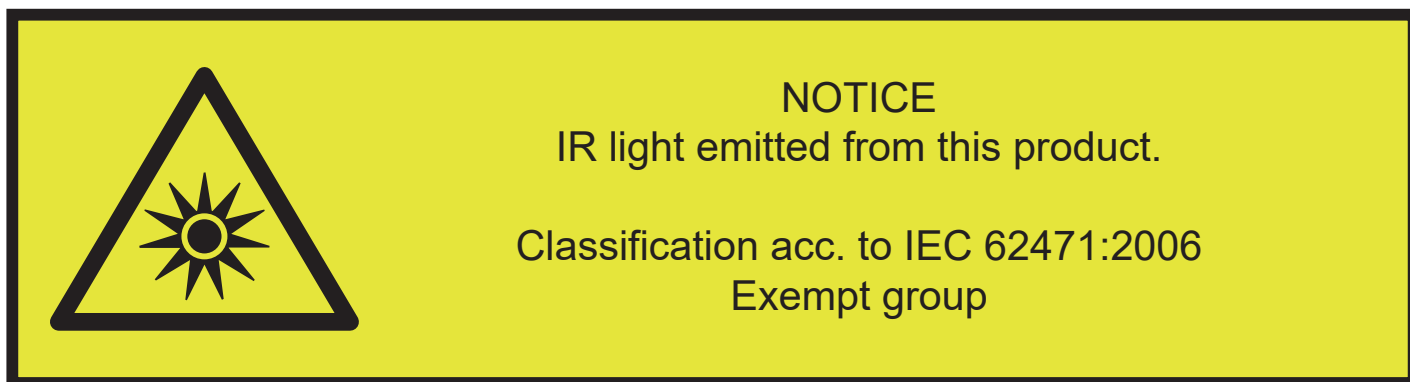 NOTICE
IR light emitted from this product.
Classification acc. to IEC 62471:2006
Exempt group